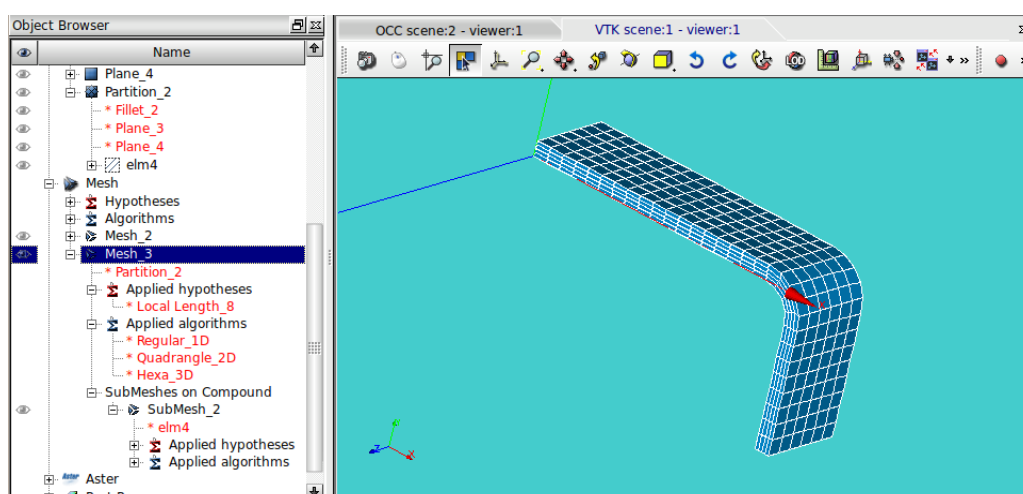 Object Browser
Name
Plane_4
Partition_2
* Fillet_2
* Plane_3
* Plane_4
elm4
Mesh
Hypotheses
Algorithms
Mesh_2
Mesh_3
* Partition_2
Applied hypotheses
* Local Length_8
Applied algorithms
* Regular_1D
* Quadrangle_2D
* Hexa_3D
SubMeshes on Compound
SubMesh_2
* elm4
Applied hypotheses
Applied algorithms
Aster Aster
OCC scene:2 - viewer:1 VTK scene:1 - viewer:1
LOD
X
Z X